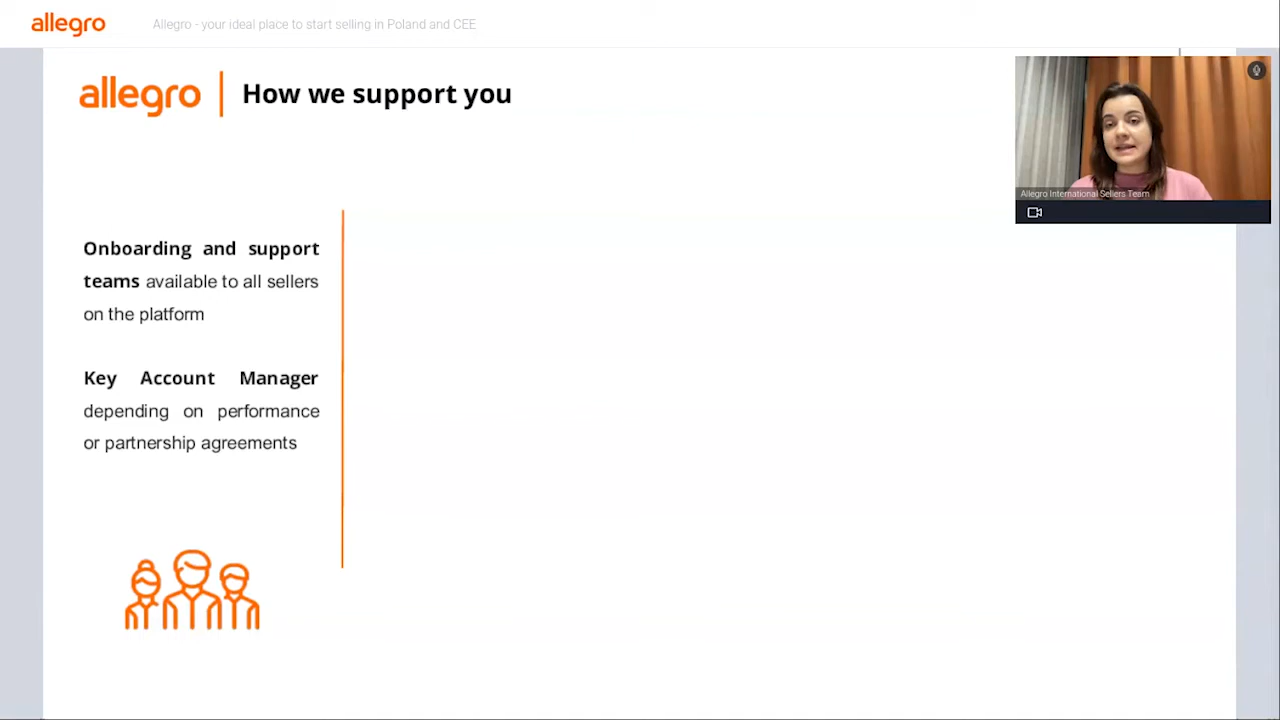 allegro
Allegro - your ideal place to start selling in Poland and CEE
allegro
How we support you
Allegro International Sellers Team
Onboarding and support
teams available to all sellers
on the platform
Key Account Manager
depending on performance
or partnership agreements